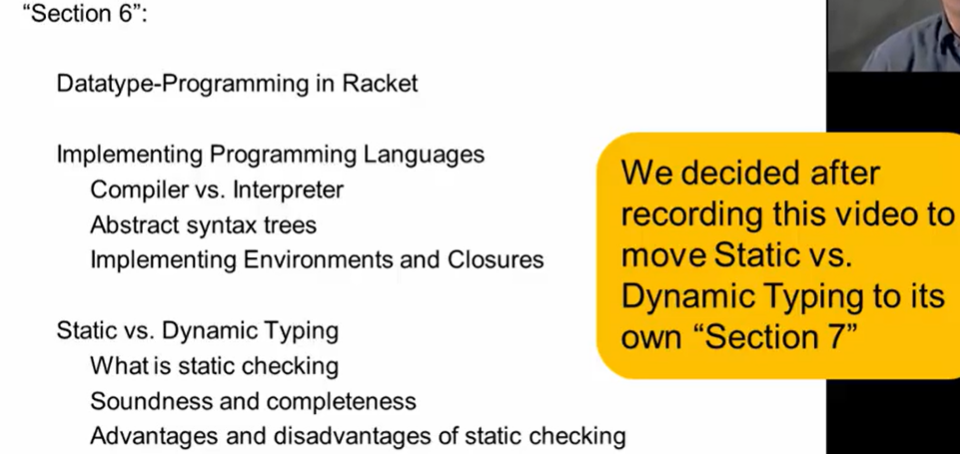 “Section 6”:
Datatype-Programming in Racket
Implementing Programming Languages
Compiler vs. Interpreter
Abstract syntax trees
Implementing Environments and Closures
Static vs. Dynamic Typing
What is static checking
Soundness and completeness
Advantages and disadvantages of static checking
We decided after
recording this video to
move Static vs.
Dynamic Typing to its
own “Section 7”